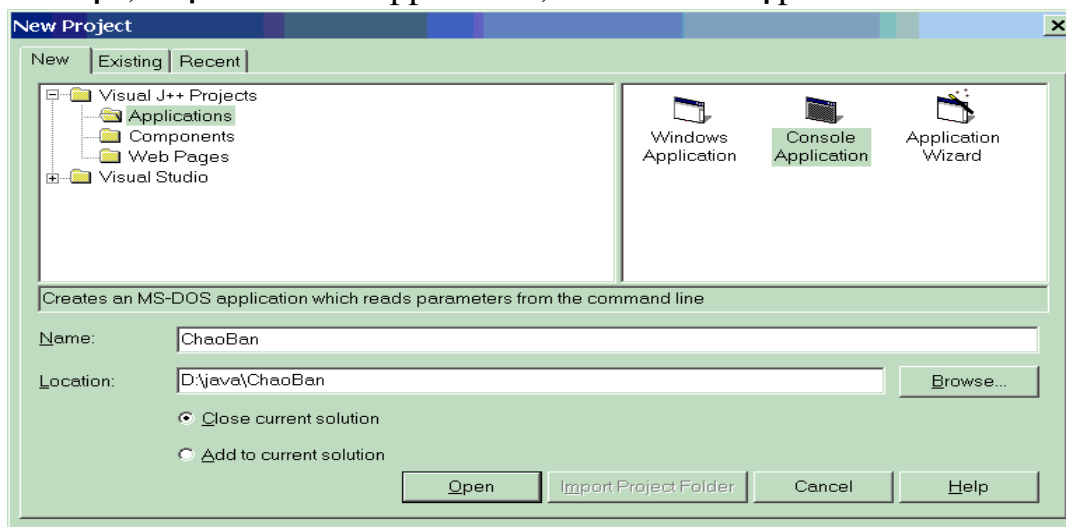 New Project
New Existing Recent
Visual J++ Projects
Applications
Components
Web Pages
Visual Studio
Windows Application
Console Application
Application Wizard
Creates an MS-DOS application which reads parameters from the command line
Name: ChaoBan
Location: D:\java\ChaoBan Browse...
Close current solution
Add to current solution
Open Import Project Folder Cancel Help